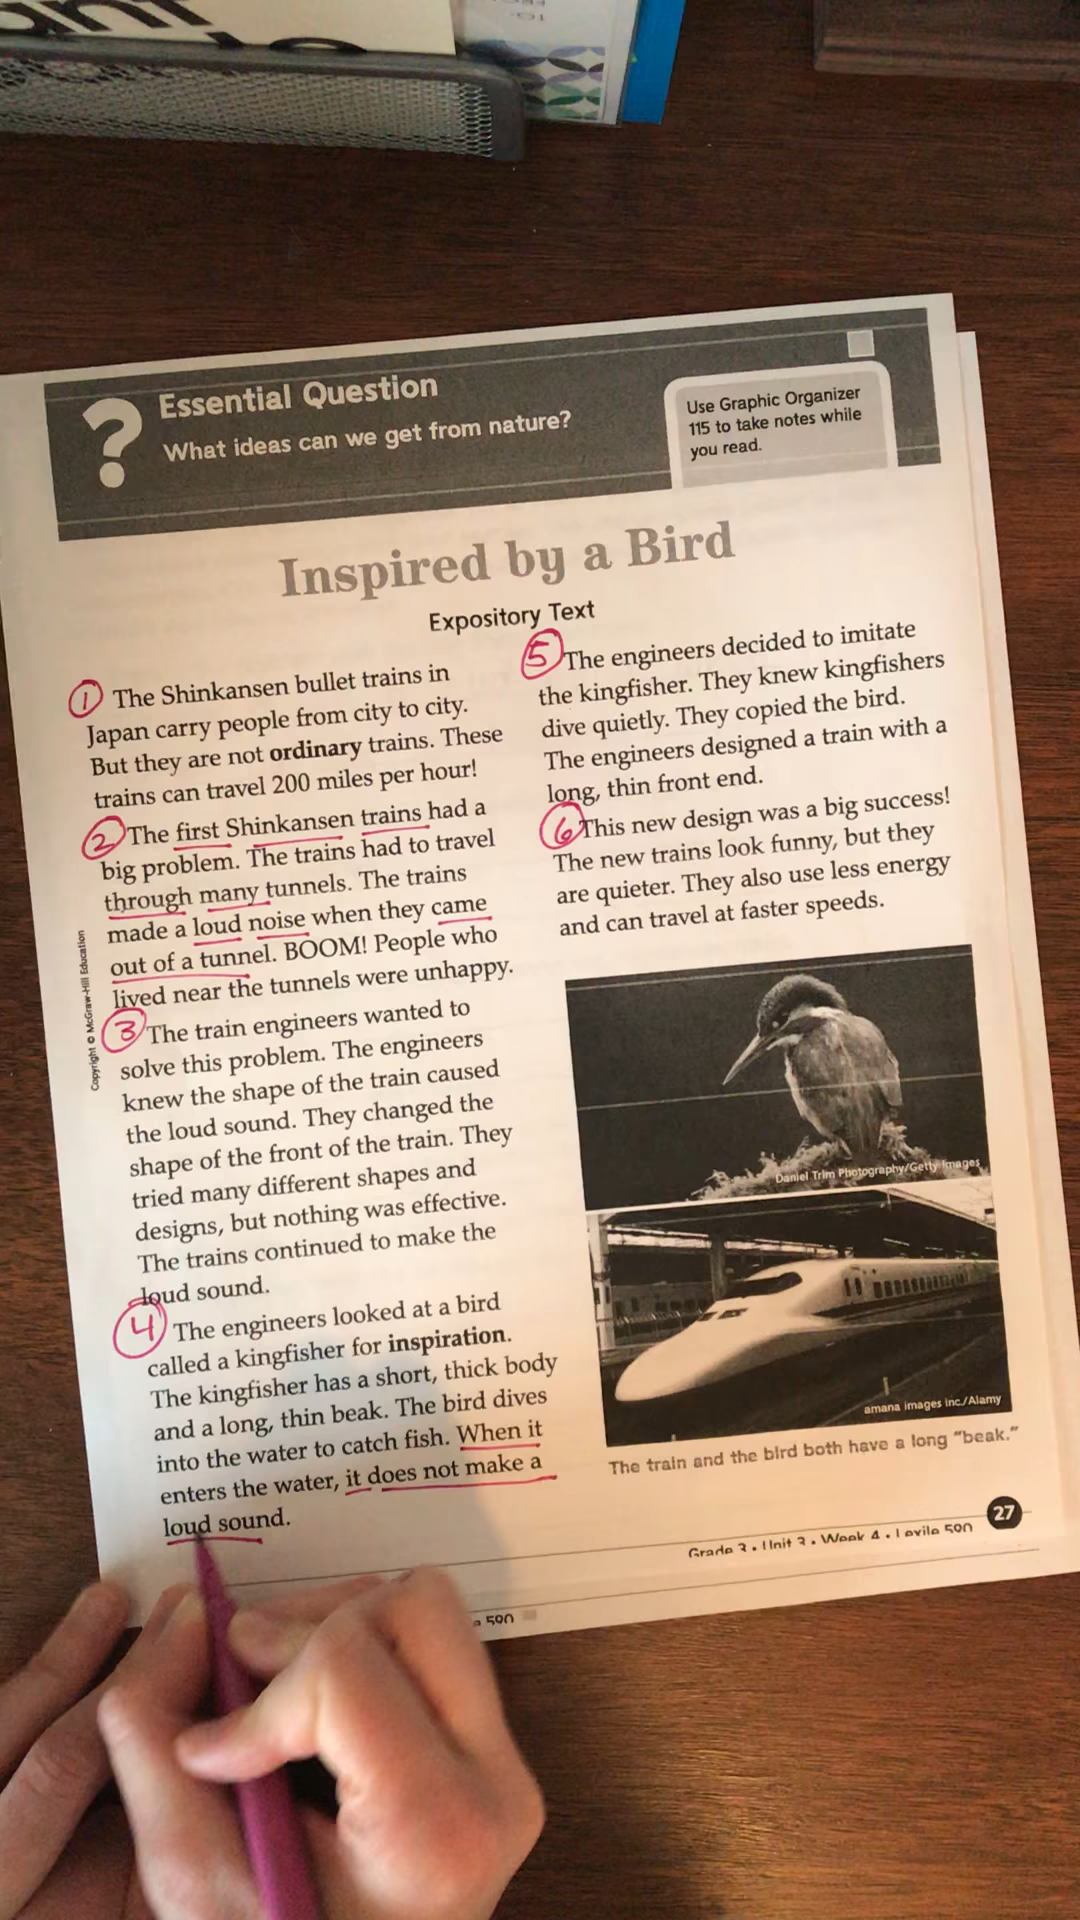 Essential Question
What ideas can we get from nature?
Use Graphic Organizer
115 to take notes while
you read.
Inspired by a Bird
Expository Text
1 The Shinkansen bullet trains in
Japan carry people from city to city.
But they are not ordinary trains. These
trains can travel 200 miles per hour!
2 The first Shinkansen trains had a
big problem. The trains had to travel
through many tunnels. The trains
made a loud noise when they came
out of a tunnel. BOOM! People who
lived near the tunnels were unhappy.
3 The train engineers wanted to
solve this problem. The engineers
knew the shape of the train caused
the loud sound. They changed the
shape of the front of the train. They
tried many different shapes and
designs, but nothing was effective.
The trains continued to make the
loud sound.
4 The engineers looked at a bird
called a kingfisher for inspiration.
The kingfisher has a short, thick body
and a long, thin beak. The bird dives
into the water to catch fish. When it
enters the water, it does not make a
loud sound.
5 The engineers decided to imitate
the kingfisher. They knew kingfishers
dive quietly. They copied the bird.
The engineers designed a train with a
long, thin front end.
6 This new design was a big success!
The new trains look funny, but they
are quieter. They also use less energy
and can travel at faster speeds.
Daniel Trim Photography/Getty Images
amana images inc./Alamy
The train and the bird both have a long "beak."
Copyright © McGraw-Hill Education
Grade 3 • Unit 3 • Week 4 • Lexile 590 27
590